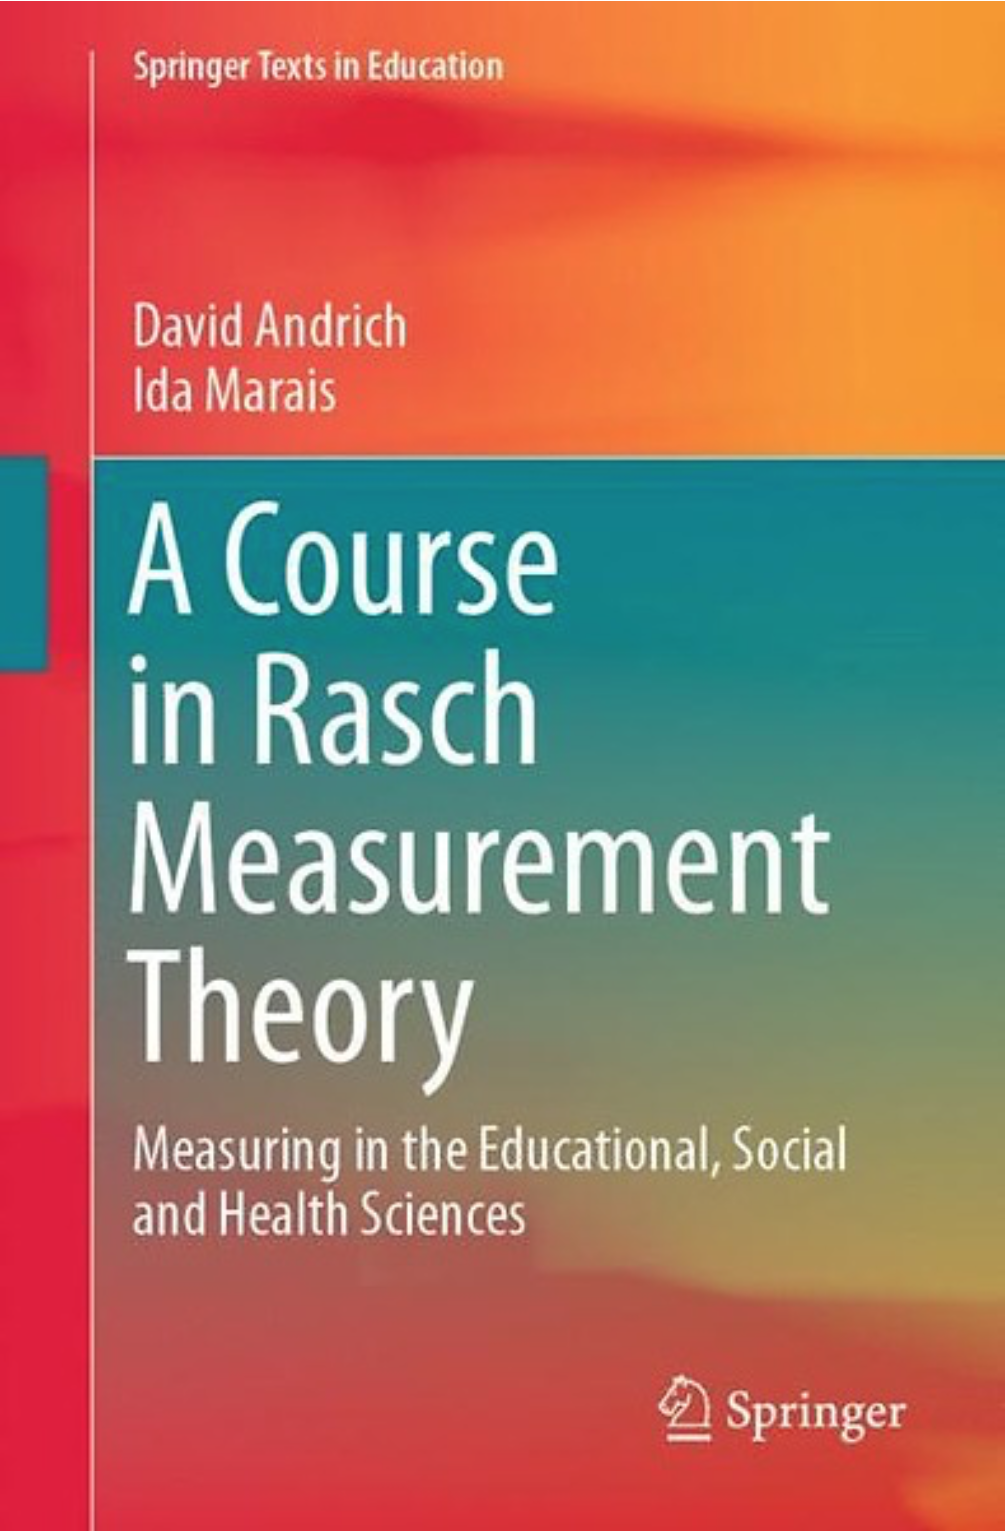 Springer Texts in Education
David Andrich
Ida Marais
A Course
in Rasch
Measurement
Theory
Measuring in the Educational, Social
and Health Sciences
Springer